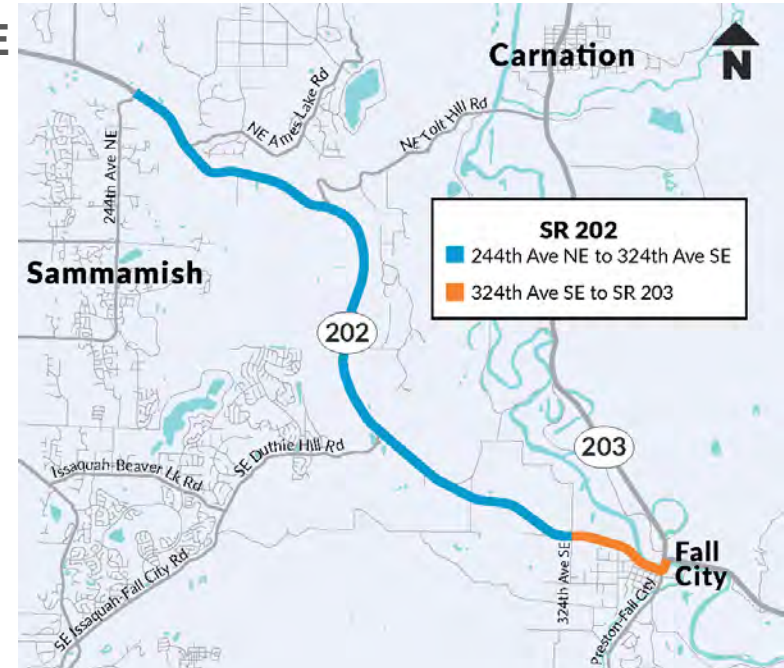 E
Carnation
N
NE Ames Lake Rd
NE Tolt Hill Rd
244th Ave NE
SR 202
244th Ave NE to 324th Ave SE
324th Ave SE to SR 203
Sammamish
202
SE Duthie Hill Rd
203
Issaquah-Beaver Lk Rd
324th Ave SE
Fall
City
SE Issaquah-Fall City Rd
Preston-Fall City